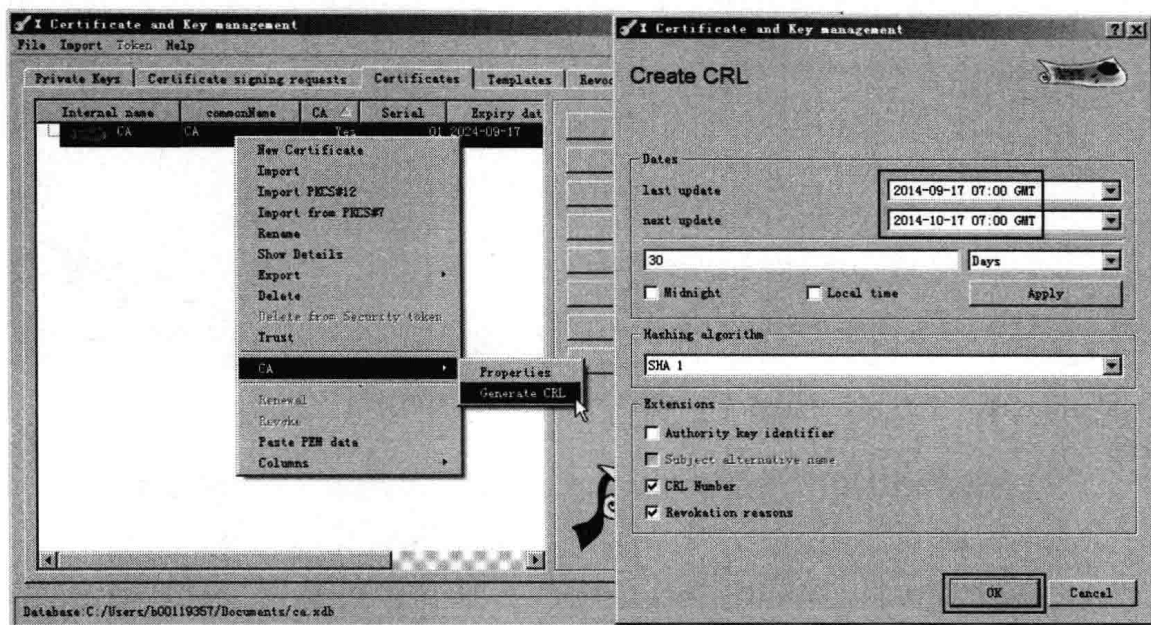 X Certificate and Key management
File Import Token Help
Private Keys Certificate signing requests Certificates Templates Revoc
Internal name commonName CA Serial Expiry dat
CA CA Yes 01 2024-09-17
New Certificate
Import
Import PKCS#12
Import from PKCS#7
Rename
Show Details
Export
Delete
Delete from Security token
Trust
CA
Properties
Generate CRL
Renewal
Revoke
Paste PEM data
Columns
Database:C:/Users/b00119357/Documents/ca.xdb
X Certificate and Key management
Create CRL
Dates
last update 2014-09-17 07:00 GMT
next update 2014-10-17 07:00 GMT
30 Days
Midnight Local time Apply
Hashing algorithm
SHA 1
Extensions
Authority key identifier
Subject alternative name
CRL Number
Revokation reasons
OK Cancel